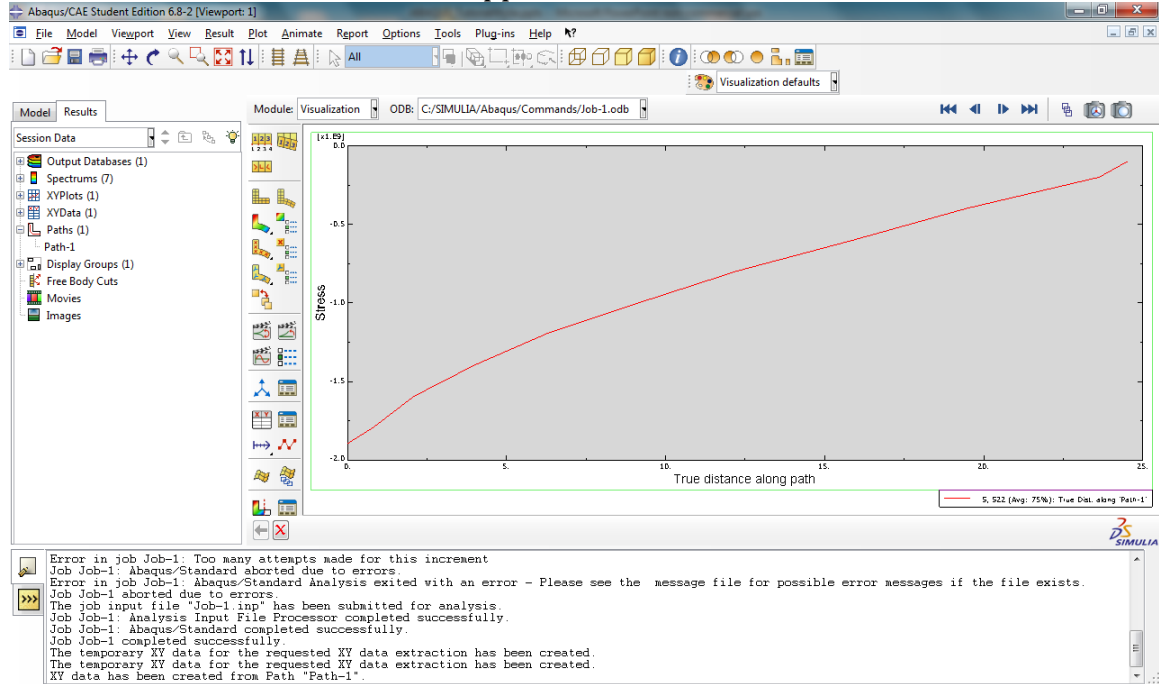 Abaqus/CAE Student Edition 6.8-2 [Viewport: 1]
File Model Viewport View Result Plot Animate Report Options Tools Plug-ins Help
All
Visualization defaults
Model Results
Module: Visualization ODB: C:/SIMULIA/Abaqus/Commands/Job-1.odb
Session Data
Output Databases (1)
Spectrums (7)
XYPlots (1)
XYData (1)
Paths (1)
Path-1
Display Groups (1)
Free Body Cuts
Movies
Images
[x1.E9]
0.0
-0.5
-1.0
-1.5
-2.0
Stress
0. 5. 10. 15. 20. 25.
True distance along path
S, S22 (Avg: 75%): True Dist. along 'Path-1'
SIMULIA
Error in job Job-1: Too many attempts made for this increment
Job Job-1: Abaqus/Standard aborted due to errors.
Error in job Job-1: Abaqus/Standard Analysis exited with an error - Please see the message file for possible error messages if the file exists.
Job Job-1 aborted due to errors.
The job input file "Job-1.inp" has been submitted for analysis.
Job Job-1: Analysis Input File Processor completed successfully.
Job Job-1: Abaqus/Standard completed successfully.
Job Job-1 completed successfully.
The temporary XY data for the requested XY data extraction has been created.
The temporary XY data for the requested XY data extraction has been created.
XY data has been created from Path "Path-1".